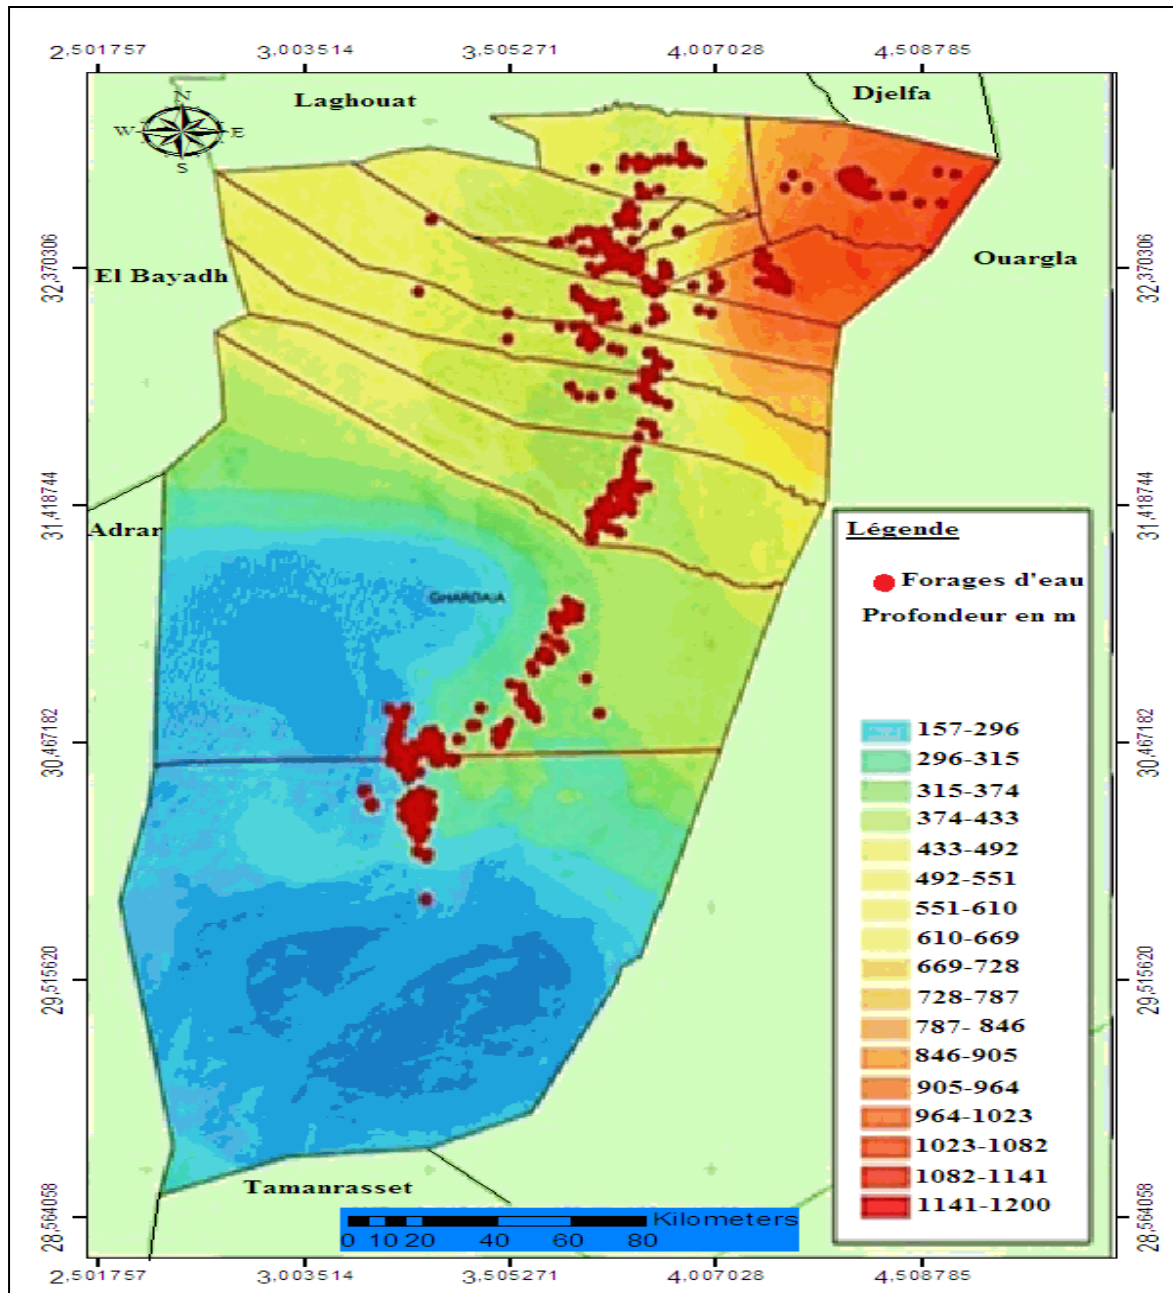 2,501757 3,003514 3,505271 4,007028 4,508785
N
W E
S
Laghouat
Djelfa
El Bayadh
Ouargla
Adrar
GHARDAIA
Tamanrasset
32,370306
31,418744
30,467182
29,515620
28,564058
32,370306
31,418744
30,467182
29,515620
28,564058
Légende
Forages d'eau
Profondeur en m
157-296
296-315
315-374
374-433
433-492
492-551
551-610
610-669
669-728
728-787
787- 846
846-905
905-964
964-1023
1023-1082
1082-1141
1141-1200
Kilometers
0 10 20 40 60 80
2,501757 3,003514 3,505271 4,007028 4,508785